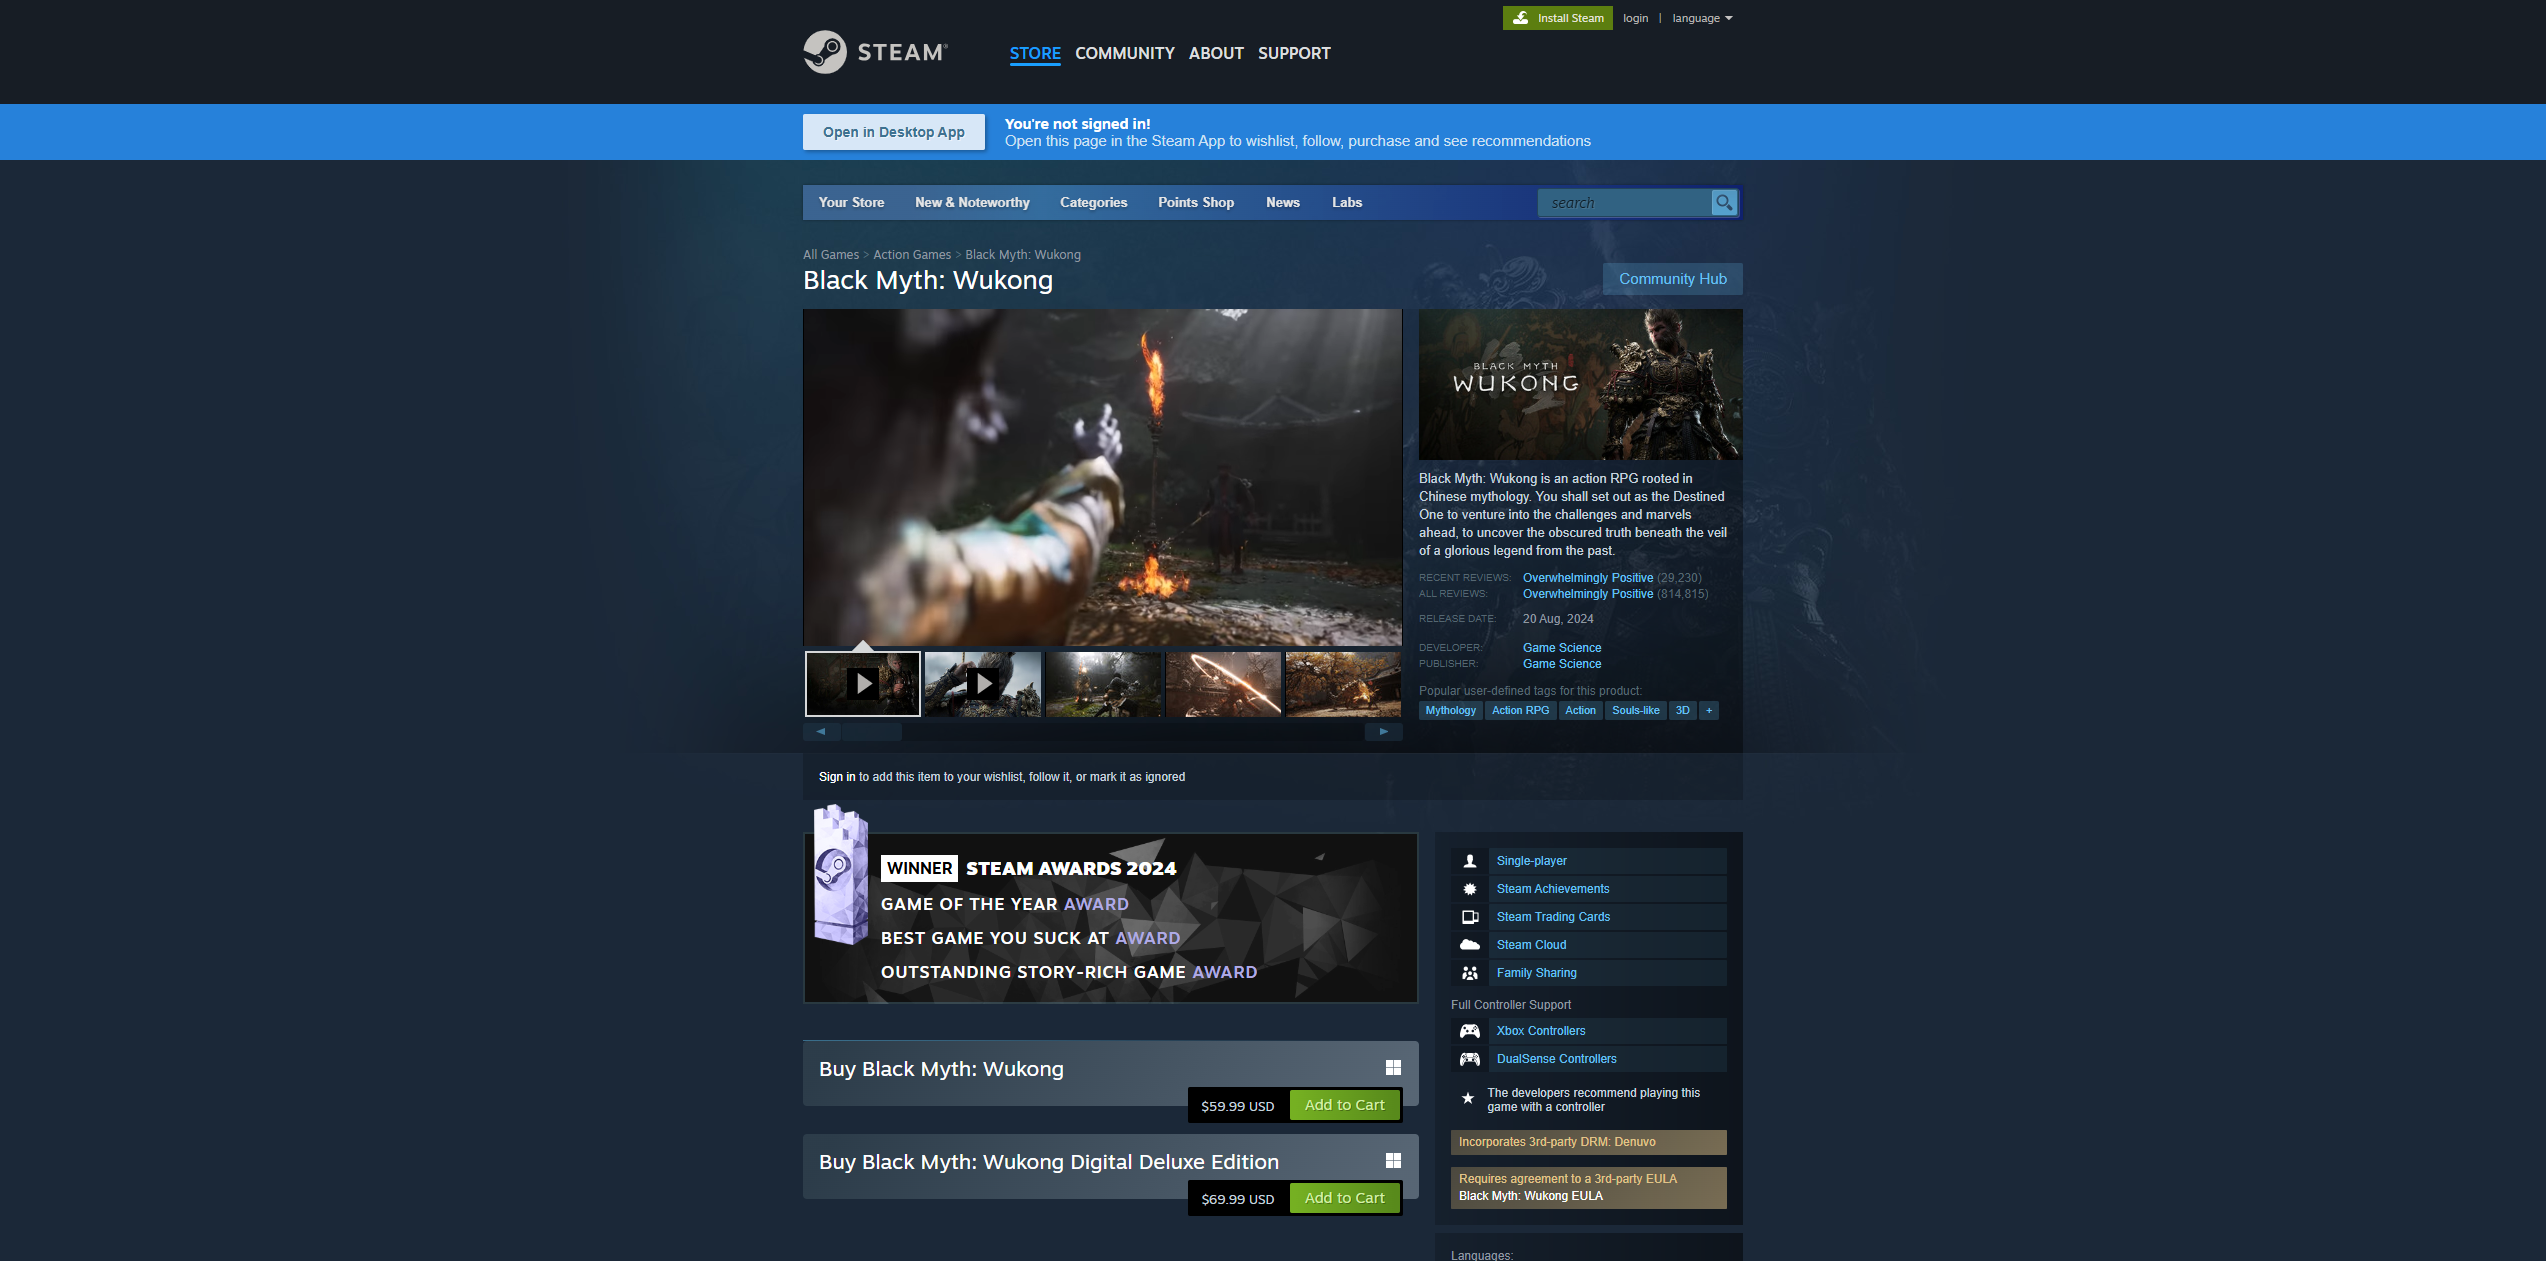 Install Steam login | language
STEAM®
STORE COMMUNITY ABOUT SUPPORT
Open in Desktop App
You're not signed in!
Open this page in the Steam App to wishlist, follow, purchase and see recommendations
Your Store New & Noteworthy Categories Points Shop News Labs search
All Games > Action Games > Black Myth: Wukong
Black Myth: Wukong
Community Hub
BLACK MYTH
WUKONG
Black Myth: Wukong is an action RPG rooted in
Chinese mythology. You shall set out as the Destined
One to venture into the challenges and marvels
ahead, to uncover the obscured truth beneath the veil
of a glorious legend from the past.
RECENT REVIEWS: Overwhelmingly Positive (29,230)
ALL REVIEWS: Overwhelmingly Positive (814,815)
RELEASE DATE: 20 Aug, 2024
DEVELOPER: Game Science
PUBLISHER: Game Science
Popular user-defined tags for this product:
Mythology Action RPG Action Souls-like 3D +
Sign in to add this item to your wishlist, follow it, or mark it as ignored
WINNER STEAM AWARDS 2024
GAME OF THE YEAR AWARD
BEST GAME YOU SUCK AT AWARD
OUTSTANDING STORY-RICH GAME AWARD
Buy Black Myth: Wukong
$59.99 USD Add to Cart
Buy Black Myth: Wukong Digital Deluxe Edition
$69.99 USD Add to Cart
Single-player
Steam Achievements
Steam Trading Cards
Steam Cloud
Family Sharing
Full Controller Support
Xbox Controllers
DualSense Controllers
The developers recommend playing this
game with a controller
Incorporates 3rd-party DRM: Denuvo
Requires agreement to a 3rd-party EULA
Black Myth: Wukong EULA
Languages: